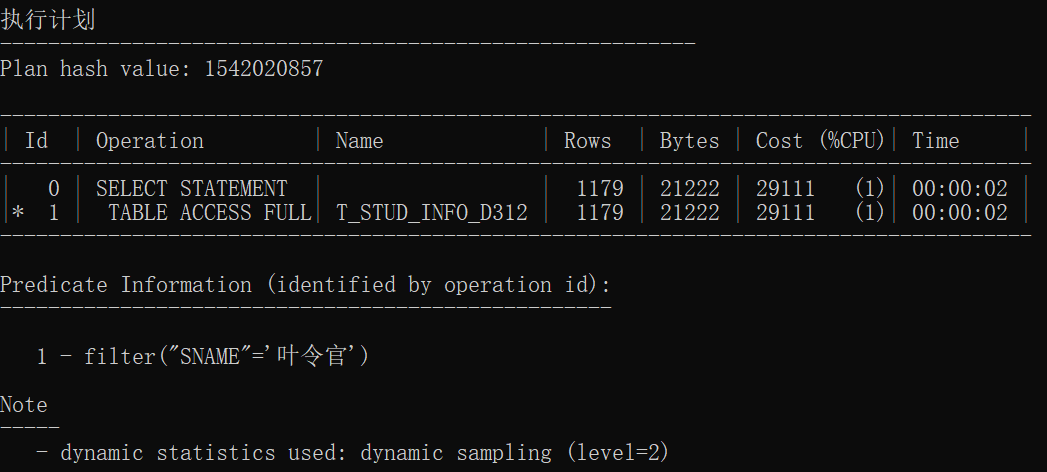 执行计划
----------------------------------------------------------
Plan hash value: 1542020857
--------------------------------------------------------------------------------------
| Id  | Operation         | Name             | Rows  | Bytes | Cost (%CPU)| Time     |
--------------------------------------------------------------------------------------
|   0 | SELECT STATEMENT  |                  |  1179 | 21222 | 29111   (1)| 00:00:02 |
|*  1 |  TABLE ACCESS FULL| T_STUD_INFO_D312 |  1179 | 21222 | 29111   (1)| 00:00:02 |
--------------------------------------------------------------------------------------
Predicate Information (identified by operation id):
---------------------------------------------------
   1 - filter("SNAME"='叶令官')
Note
-----
   - dynamic statistics used: dynamic sampling (level=2)